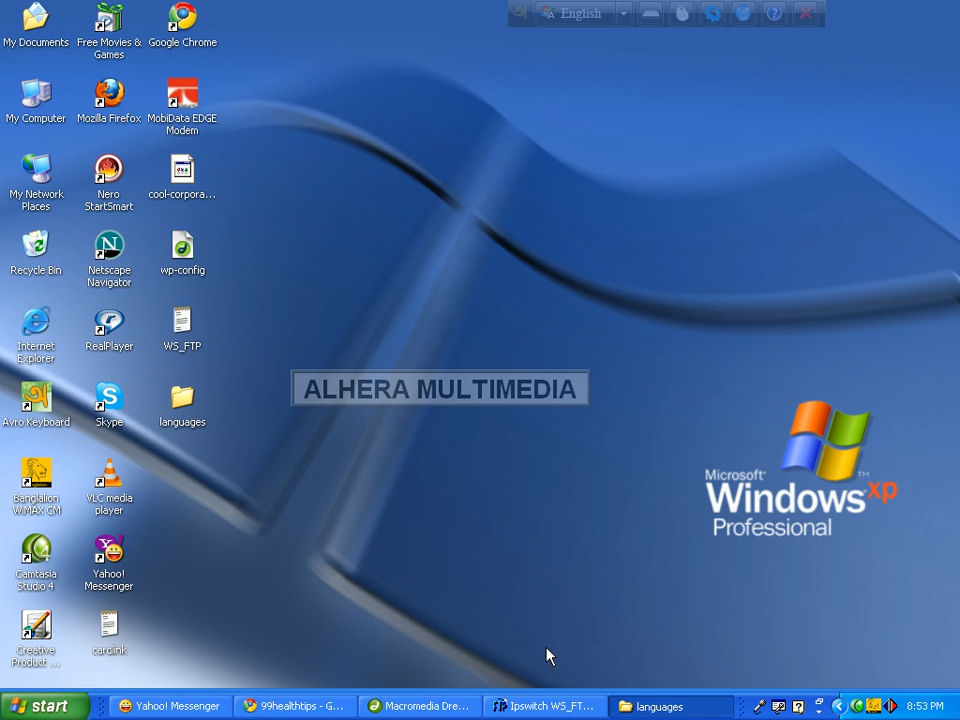 English
My Documents
Free Movies &
Games
Google Chrome
My Computer
Mozilla Firefox
MobiData EDGE
Modem
My Network
Places
Nero
StartSmart
cool-corpora...
Recycle Bin
Netscape
Navigator
wp-config
Internet
Explorer
RealPlayer
WS_FTP
ALHERA MULTIMEDIA
Avro Keyboard
Skype
languages
Banglalion
WiMAX CM
VLC media
player
Microsoft
Windows xp
TM
Professional
Camtasia
Studio 4
Yahoo!
Messenger
Creative
Product ...
cardlink
start
Yahoo! Messenger
99healthtips - G...
Macromedia Dre...
Ipswitch WS_FT...
languages
8:53 PM